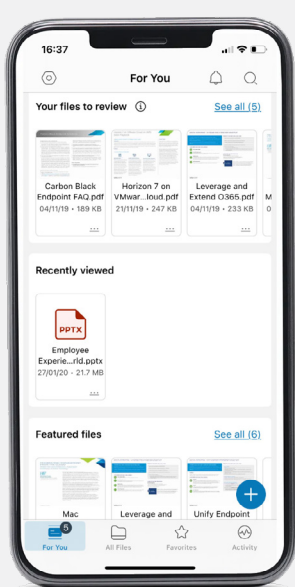 16:37
For You
Your files to review
See all (5)
Carbon Black
Endpoint FAQ.pdf
04/11/19 • 189 KB
Horizon 7 on
VMwar...loud.pdf
21/11/19 • 247 KB
Leverage and
Extend O365.pdf
04/11/19 • 233 KB
M
0
Recently viewed
PPTX
Employee
Experie...rld.pptx
27/01/20 • 21.7 MB
Featured files
See all (6)
Mac
Leverage and
Unify Endpoint
5
For You
All Files
Favorites
Activity